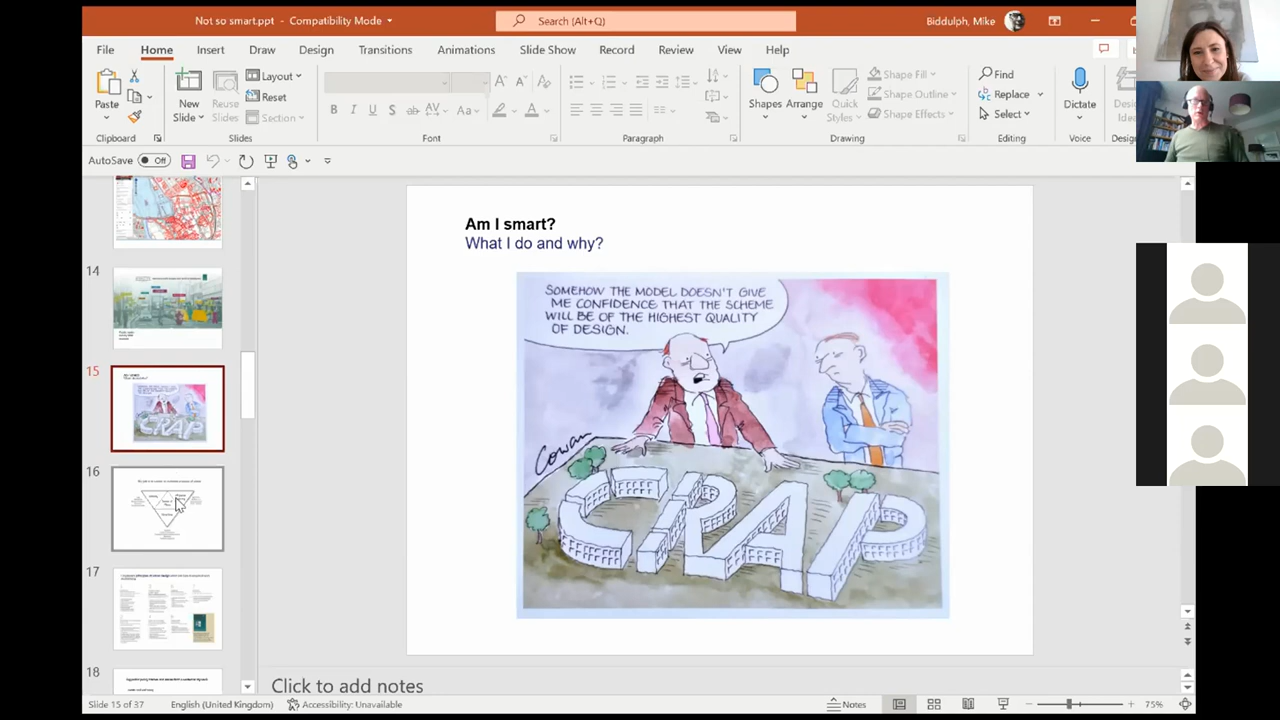 Not so smart.ppt - Compatibility Mode
Search (Alt+Q)
Biddulph, Mike
File Home Insert Draw Design Transitions Animations Slide Show Record Review View Help
Paste
New Slide
Reuse Slides
Layout
Reset
Section
Shapes
Arrange
Quick Styles
Shape Fill
Shape Outline
Shape Effects
Find
Replace
Select
Dictate
Clipboard Slides Font Paragraph Drawing Editing Voice
AutoSave Off
14
15
16
17
18
Am I smart?
What I do and why?
SOMEHOW THE MODEL DOESN'T GIVE
ME CONFIDENCE THAT THE SCHEME
WILL BE OF THE HIGHEST QUALITY
OF DESIGN.
Cowan
CRAP
Click to add notes
Slide 15 of 37 English (United Kingdom) Accessibility: Unavailable Notes 75%